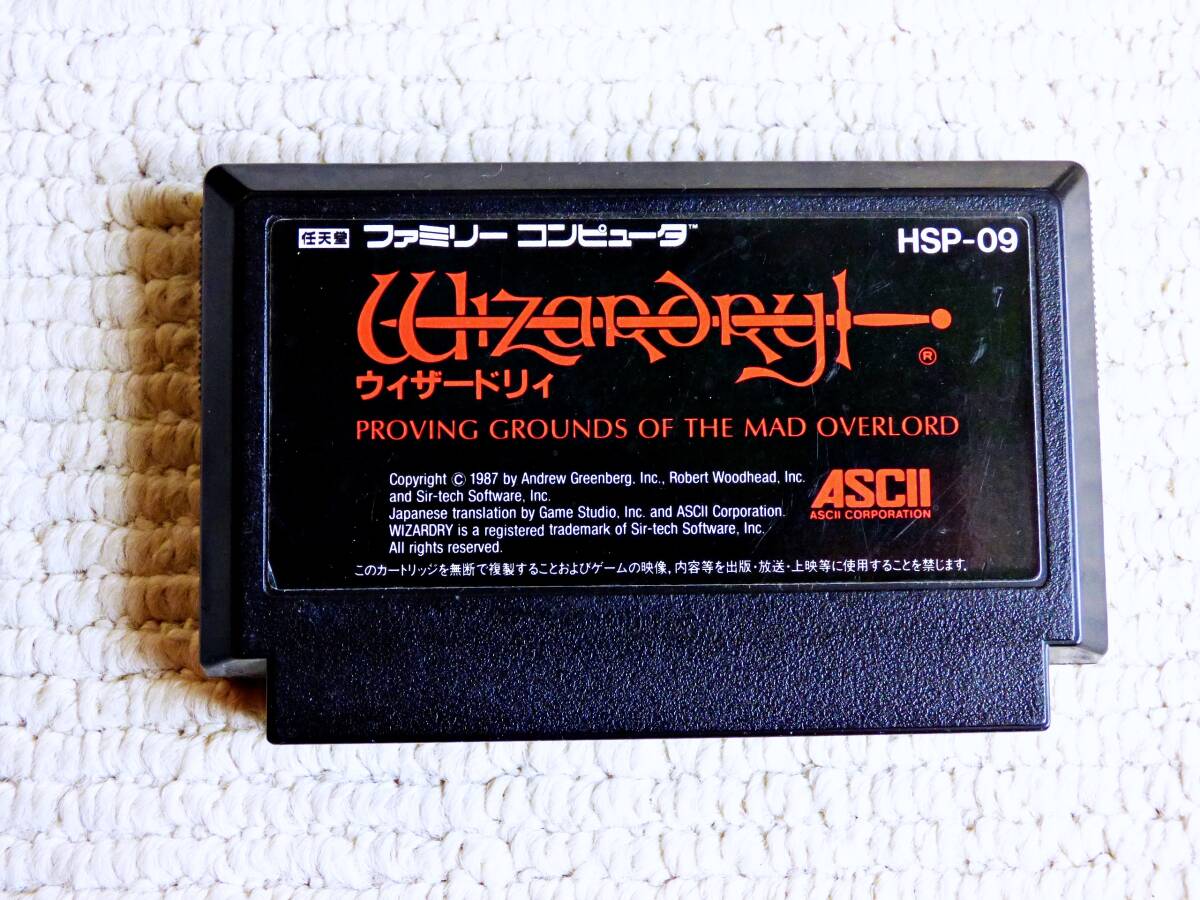 任天堂 ファミリー コンピュータ™ HSP-09
Wizardry
®
ウィザードリィ
PROVING GROUNDS OF THE MAD OVERLORD
Copyright © 1987 by Andrew Greenberg, Inc., Robert Woodhead, Inc.
and Sir-tech Software, Inc.
Japanese translation by Game Studio, Inc. and ASCII Corporation.
WIZARDRY is a registered trademark of Sir-tech Software, Inc.
All rights reserved.
ASCII
ASCII CORPORATION
このカートリッジを無断で複製することおよびゲームの映像、内容等を出版・放送・上映等に使用することを禁じます。